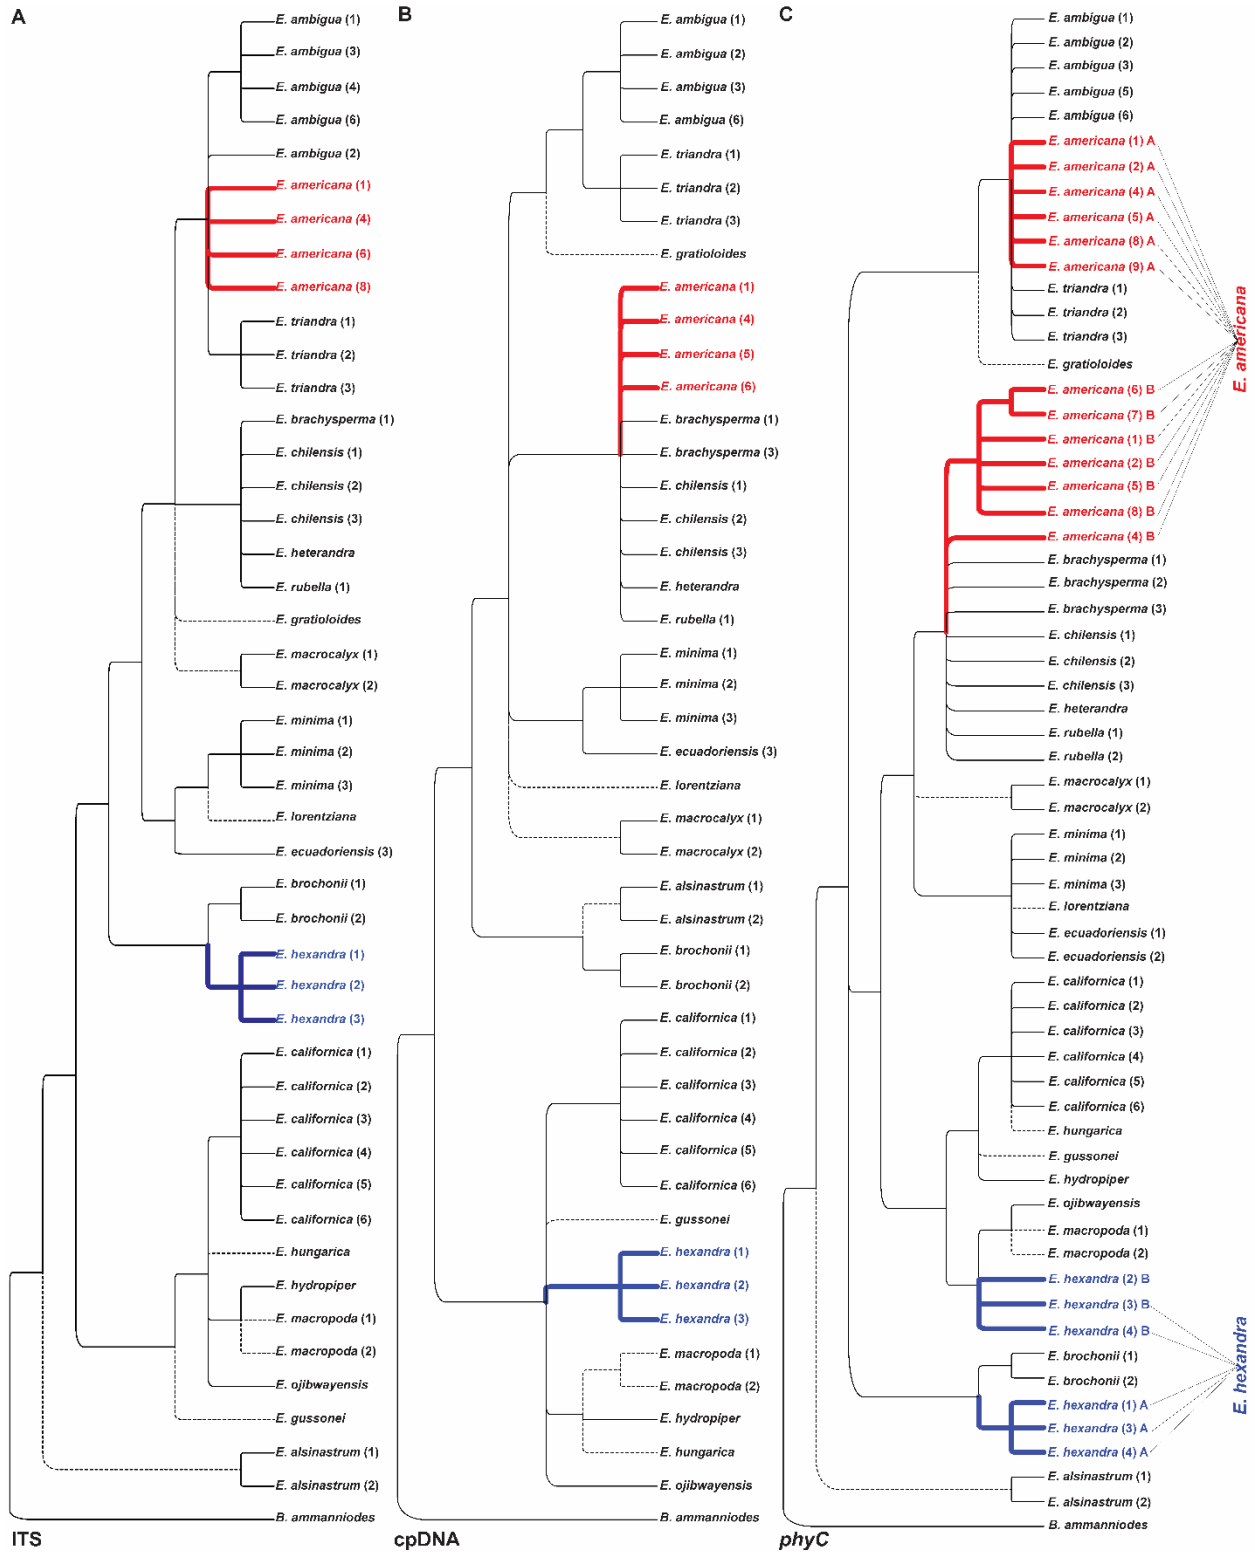 A
E. ambigua (1)
E. ambigua (3)
E. ambigua (4)
E. ambigua (6)
E. ambigua (2)
E. americana (1)
E. americana (4)
E. americana (6)
E. americana (8)
E. triandra (1)
E. triandra (2)
E. triandra (3)
E. brachysperma (1)
E. chilensis (1)
E. chilensis (2)
E. chilensis (3)
E. heterandra
E. rubella (1)
E. gratioloides
E. macrocalyx (1)
E. macrocalyx (2)
E. minima (1)
E. minima (2)
E. minima (3)
E. lorentziana
E. ecuadoriensis (3)
E. brochonii (1)
E. brochonii (2)
E. hexandra (1)
E. hexandra (2)
E. hexandra (3)
E. californica (1)
E. californica (2)
E. californica (3)
E. californica (4)
E. californica (5)
E. californica (6)
E. hungarica
E. hydropiper
E. macropoda (1)
E. macropoda (2)
E. ojibwayensis
E. gussonei
E. alsinastrum (1)
E. alsinastrum (2)
B. ammanniodes
ITS
B
E. ambigua (1)
E. ambigua (2)
E. ambigua (3)
E. ambigua (6)
E. triandra (1)
E. triandra (2)
E. triandra (3)
E. gratioloides
E. americana (1)
E. americana (4)
E. americana (5)
E. americana (6)
E. brachysperma (1)
E. brachysperma (3)
E. chilensis (1)
E. chilensis (2)
E. chilensis (3)
E. heterandra
E. rubella (1)
E. minima (1)
E. minima (2)
E. minima (3)
E. ecuadoriensis (3)
E. lorentziana
E. macrocalyx (1)
E. macrocalyx (2)
E. alsinastrum (1)
E. alsinastrum (2)
E. brochonii (1)
E. brochonii (2)
E. californica (1)
E. californica (2)
E. californica (3)
E. californica (4)
E. californica (5)
E. californica (6)
E. gussonei
E. hexandra (1)
E. hexandra (2)
E. hexandra (3)
E. macropoda (1)
E. macropoda (2)
E. hydropiper
E. hungarica
E. ojibwayensis
B. ammanniodes
cpDNA
C
E. ambigua (1)
E. ambigua (2)
E. ambigua (3)
E. ambigua (5)
E. ambigua (6)
E. americana (1) A
E. americana (2) A
E. americana (4) A
E. americana (5) A
E. americana (8) A
E. americana (9) A
E. triandra (1)
E. triandra (2)
E. triandra (3)
E. gratioloides
E. americana (6) B
E. americana (7) B
E. americana (1) B
E. americana (2) B
E. americana (5) B
E. americana (8) B
E. americana (4) B
E. brachysperma (1)
E. brachysperma (2)
E. brachysperma (3)
E. chilensis (1)
E. chilensis (2)
E. chilensis (3)
E. heterandra
E. rubella (1)
E. rubella (2)
E. macrocalyx (1)
E. macrocalyx (2)
E. minima (1)
E. minima (2)
E. minima (3)
E. lorentziana
E. ecuadoriensis (1)
E. ecuadoriensis (2)
E. californica (1)
E. californica (2)
E. californica (3)
E. californica (4)
E. californica (5)
E. californica (6)
E. hungarica
E. gussonei
E. hydropiper
E. ojibwayensis
E. macropoda (1)
E. macropoda (2)
E. hexandra (2) B
E. hexandra (3) B
E. hexandra (4) B
E. brochonii (1)
E. brochonii (2)
E. hexandra (1) A
E. hexandra (3) A
E. hexandra (4) A
E. alsinastrum (1)
E. alsinastrum (2)
B. ammanniodes
phyC
E. americana
E. hexandra